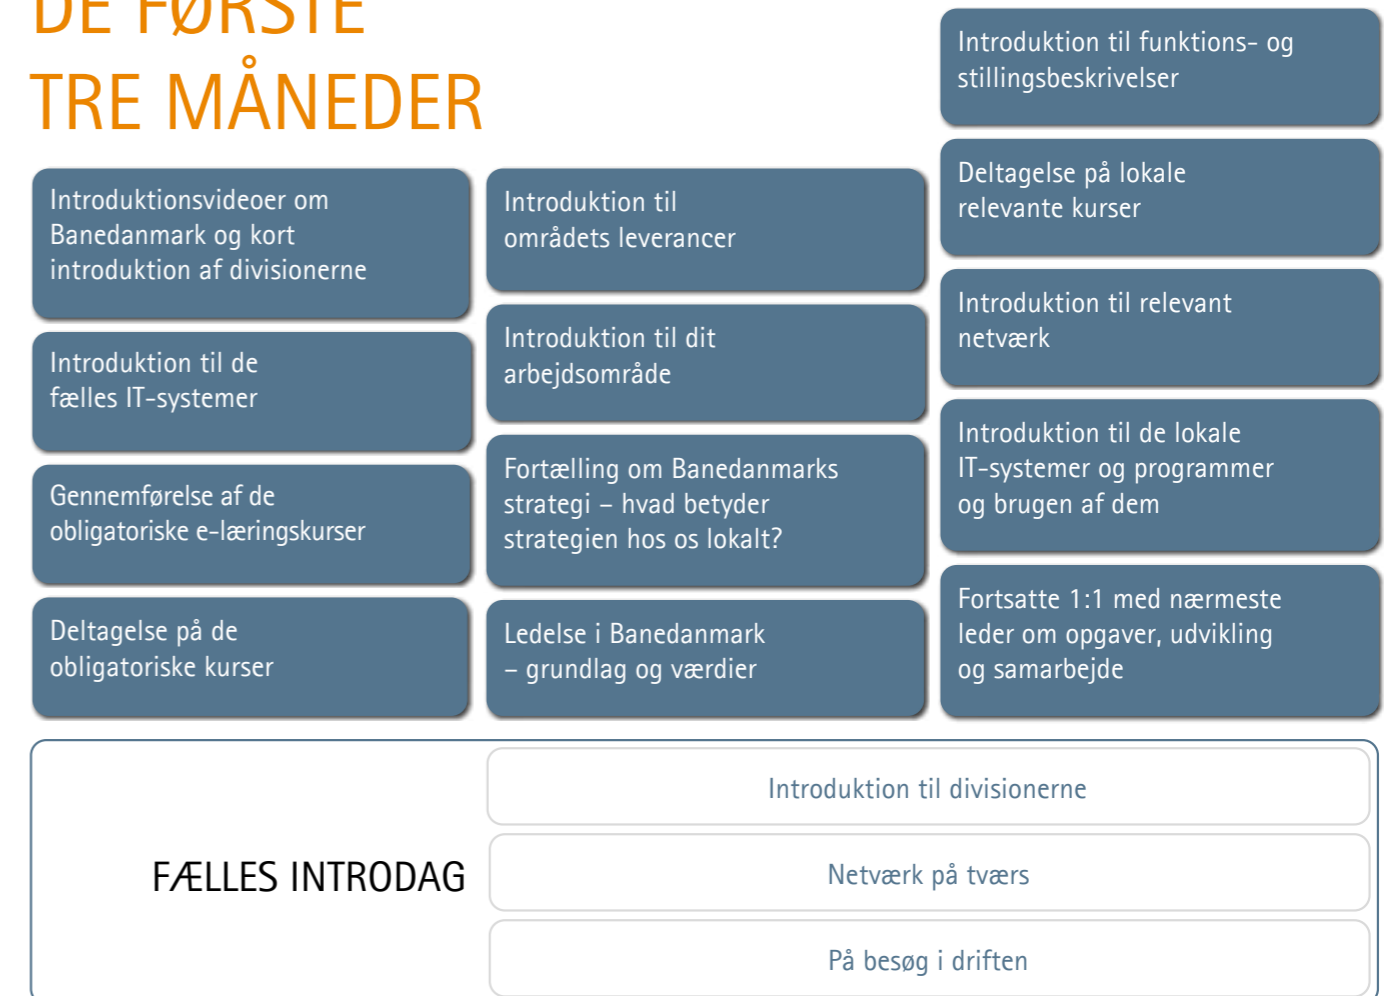 DE FØRSTE
TRE MÅNEDER
Introduktionsvideoer om
Banedanmark og kort
introduktion af divisionerne
Introduktion til de
fælles IT-systemer
Gennemførelse af de
obligatoriske e-læringskurser
Deltagelse på de
obligatoriske kurser
Introduktion til
områdets leverancer
Introduktion til dit
arbejdsområde
Fortælling om Banedanmarks
strategi – hvad betyder
strategien hos os lokalt?
Ledelse i Banedanmark
– grundlag og værdier
Introduktion til funktions- og
stillingsbeskrivelser
Deltagelse på lokale
relevante kurser
Introduktion til relevant
netværk
Introduktion til de lokale
IT-systemer og programmer
og brugen af dem
Fortsatte 1:1 med nærmeste
leder om opgaver, udvikling
og samarbejde
FÆLLES INTRODAG
Introduktion til divisionerne
Netværk på tværs
På besøg i driften